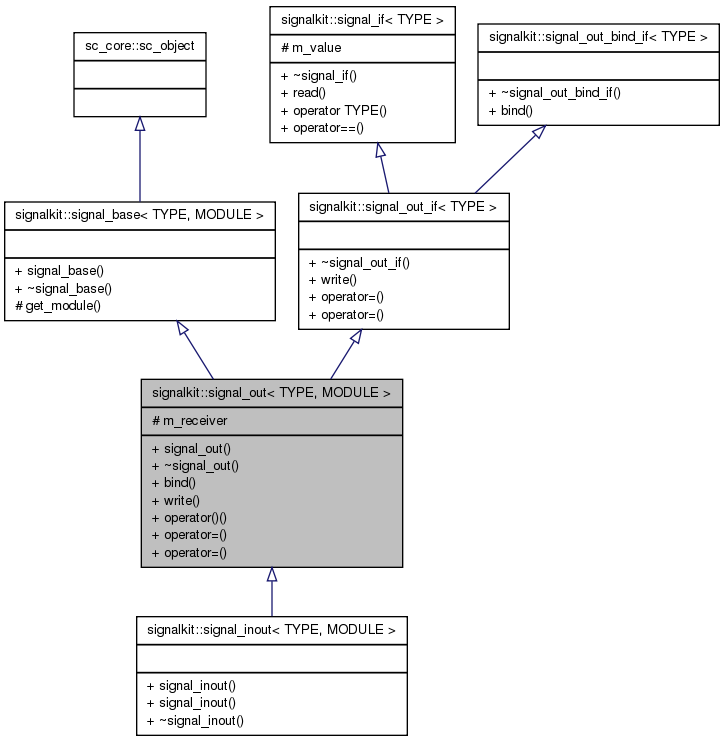 sc_core::sc_object
signalkit::signal_if< TYPE >
# m_value
+ ~signal_if()
+ read()
+ operator TYPE()
+ operator==()
signalkit::signal_out_bind_if< TYPE >
+ ~signal_out_bind_if()
+ bind()
signalkit::signal_base< TYPE, MODULE >
+ signal_base()
+ ~signal_base()
# get_module()
signalkit::signal_out_if< TYPE >
+ ~signal_out_if()
+ write()
+ operator=()
+ operator=()
signalkit::signal_out< TYPE, MODULE >
# m_receiver
+ signal_out()
+ ~signal_out()
+ bind()
+ write()
+ operator()()
+ operator=()
+ operator=()
signalkit::signal_inout< TYPE, MODULE >
+ signal_inout()
+ signal_inout()
+ ~signal_inout()